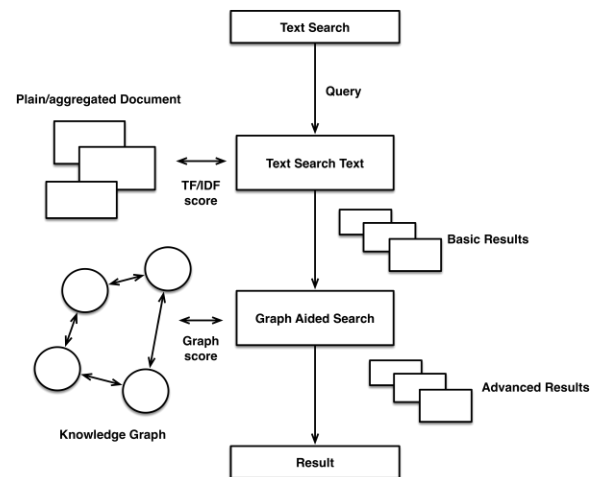 Text Search
Query
Plain/aggregated Document
Text Search Text
TF/IDF
score
Basic Results
Graph Aided Search
Graph
score
Advanced Results
Knowledge Graph
Result